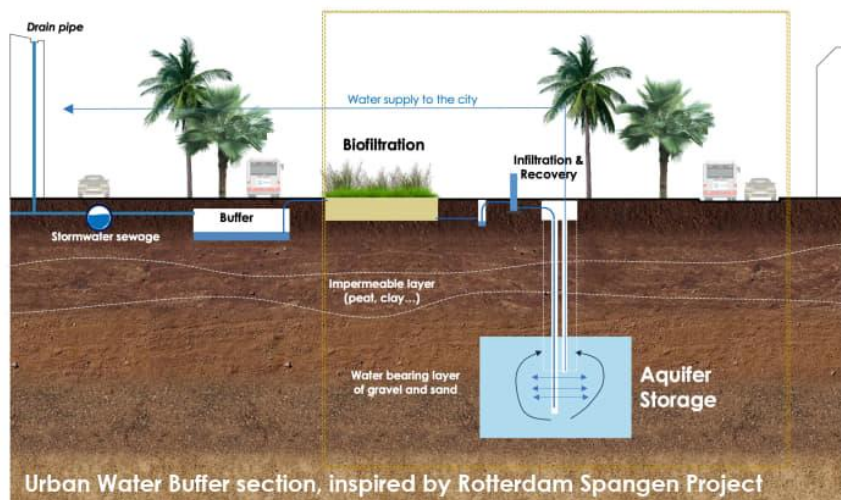 Drain pipe
Water supply to the city
Biofiltration
Infiltration &
Recovery
Buffer
Stormwater sewage
Impermeable layer
(peat, clay...)
Water bearing layer
of gravel and sand
Aquifer
Storage
Urban Water Buffer section, inspired by Rotterdam Spangen Project